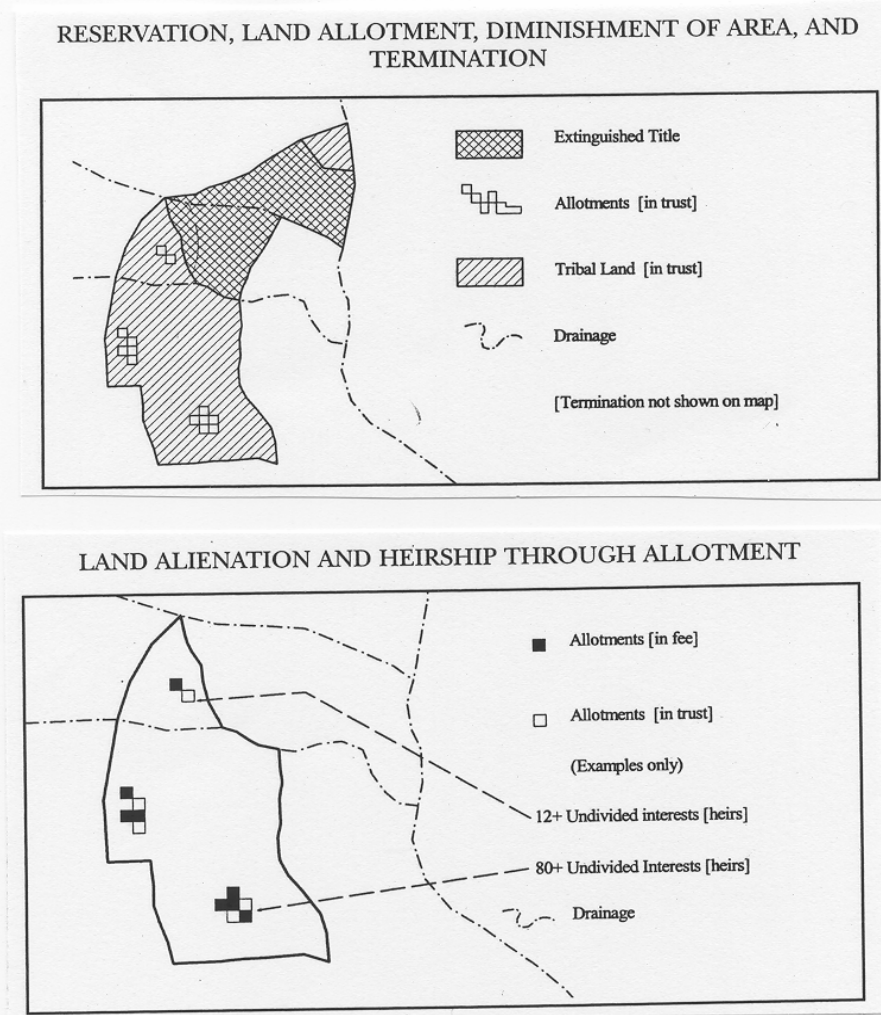 RESERVATION, LAND ALLOTMENT, DIMINISHMENT OF AREA, AND
TERMINATION
Extinguished Title
Allotments [in trust]
Tribal Land [in trust]
Drainage
[Termination not shown on map]
LAND ALIENATION AND HEIRSHIP THROUGH ALLOTMENT
Allotments [in fee]
Allotments [in trust]
(Examples only)
12+ Undivided interests [heirs]
80+ Undivided Interests [heirs]
Drainage